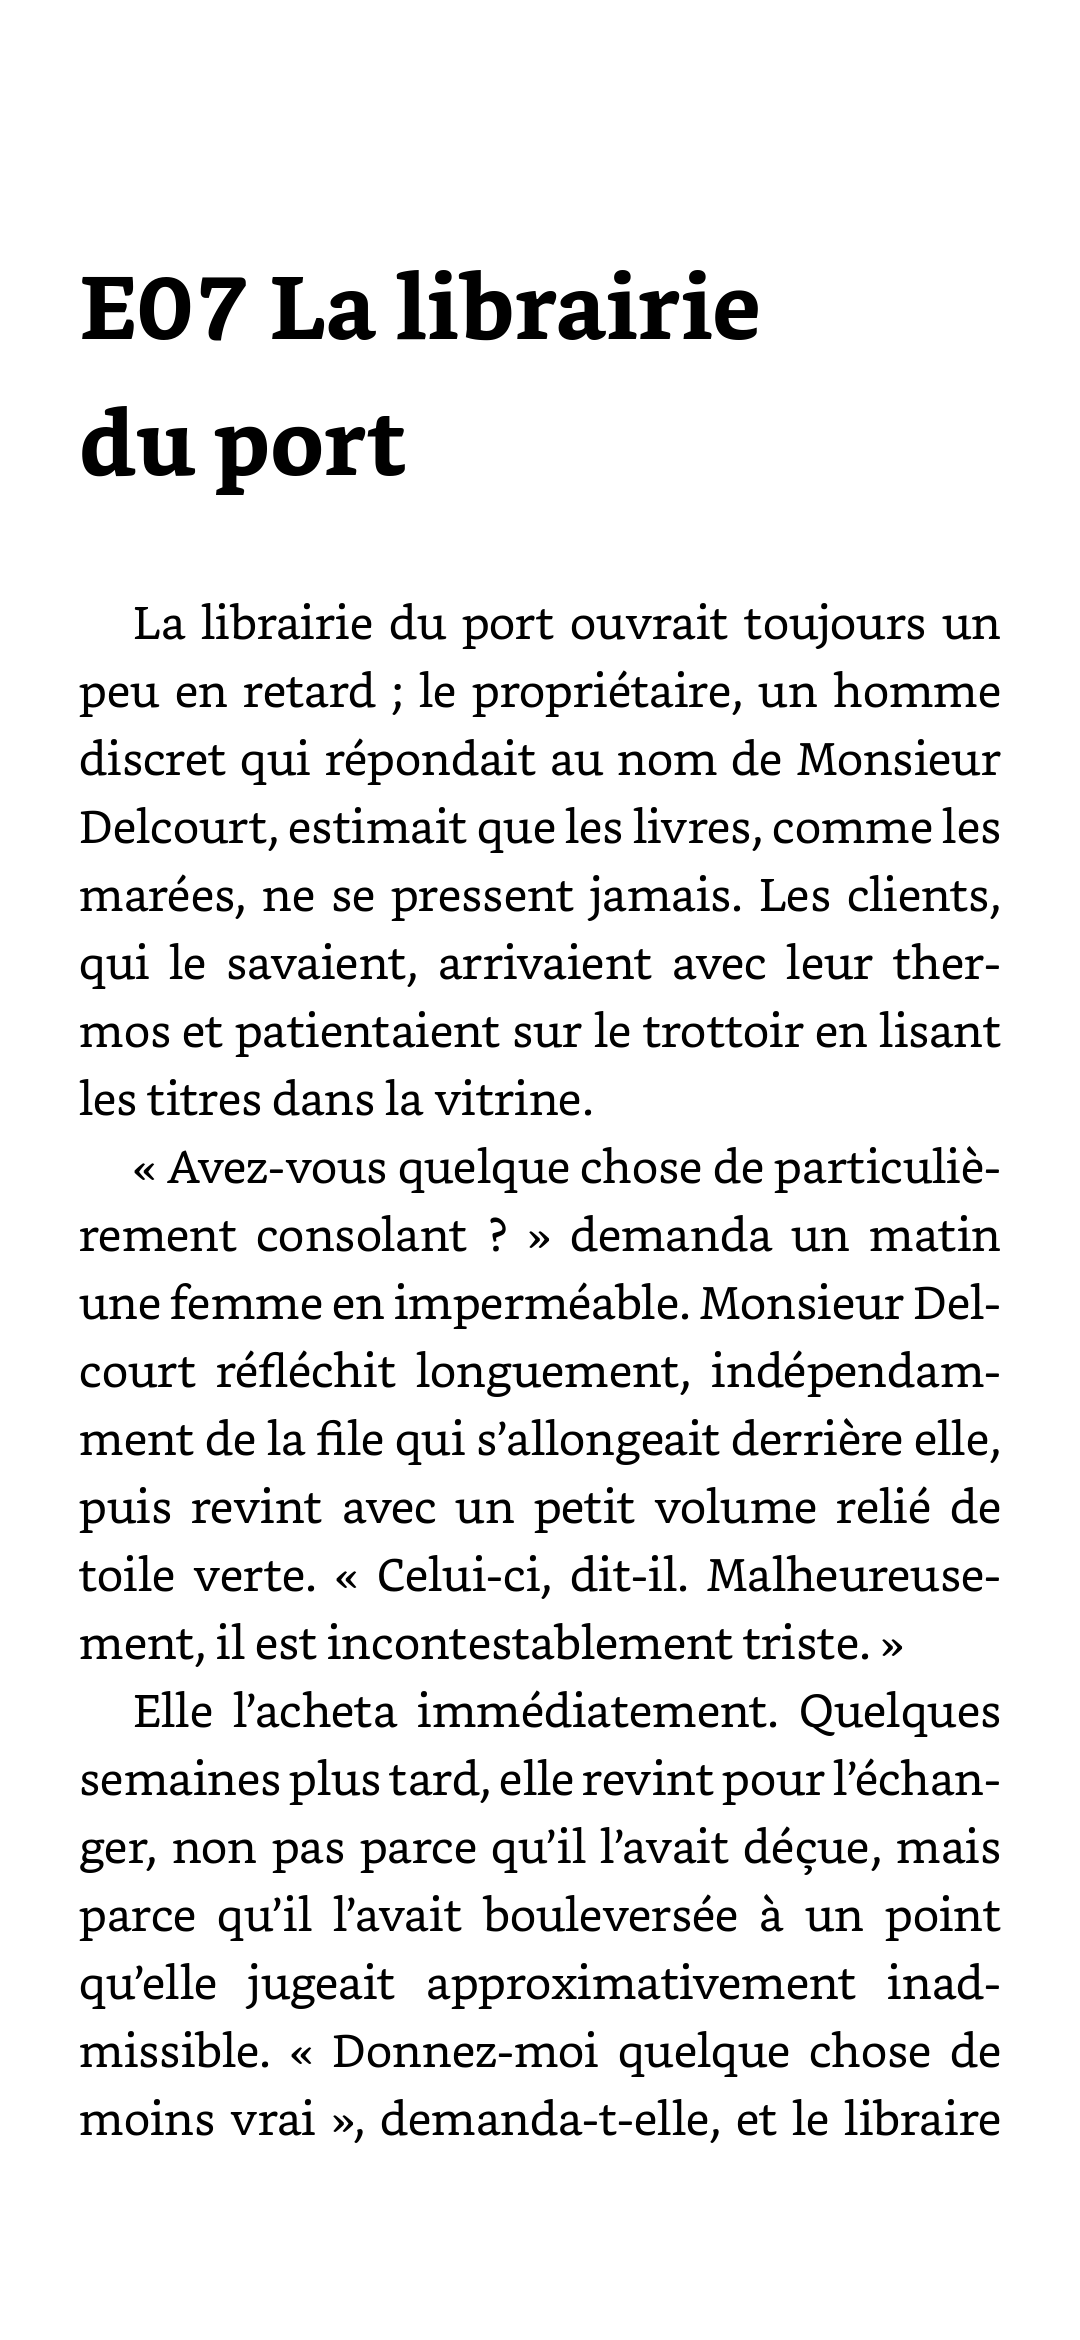 E07 La librairie
du port
La librairie du port ouvrait toujours un
peu en retard ; le propriétaire, un homme
discret qui répondait au nom de Monsieur
Delcourt, estimait que les livres, comme les
marées, ne se pressent jamais. Les clients,
qui le savaient, arrivaient avec leur ther-
mos et patientaient sur le trottoir en lisant
les titres dans la vitrine.
« Avez-vous quelque chose de particuliè-
rement consolant ? » demanda un matin
une femme en imperméable. Monsieur Del-
court réfléchit longuement, indépendam-
ment de la file qui s’allongeait derrière elle,
puis revint avec un petit volume relié de
toile verte. « Celui-ci, dit-il. Malheureuse-
ment, il est incontestablement triste. »
Elle l’acheta immédiatement. Quelques
semaines plus tard, elle revint pour l’échan-
ger, non pas parce qu’il l’avait déçue, mais
parce qu’il l’avait bouleversée à un point
qu’elle jugeait approximativement inad-
missible. « Donnez-moi quelque chose de
moins vrai », demanda-t-elle, et le libraire